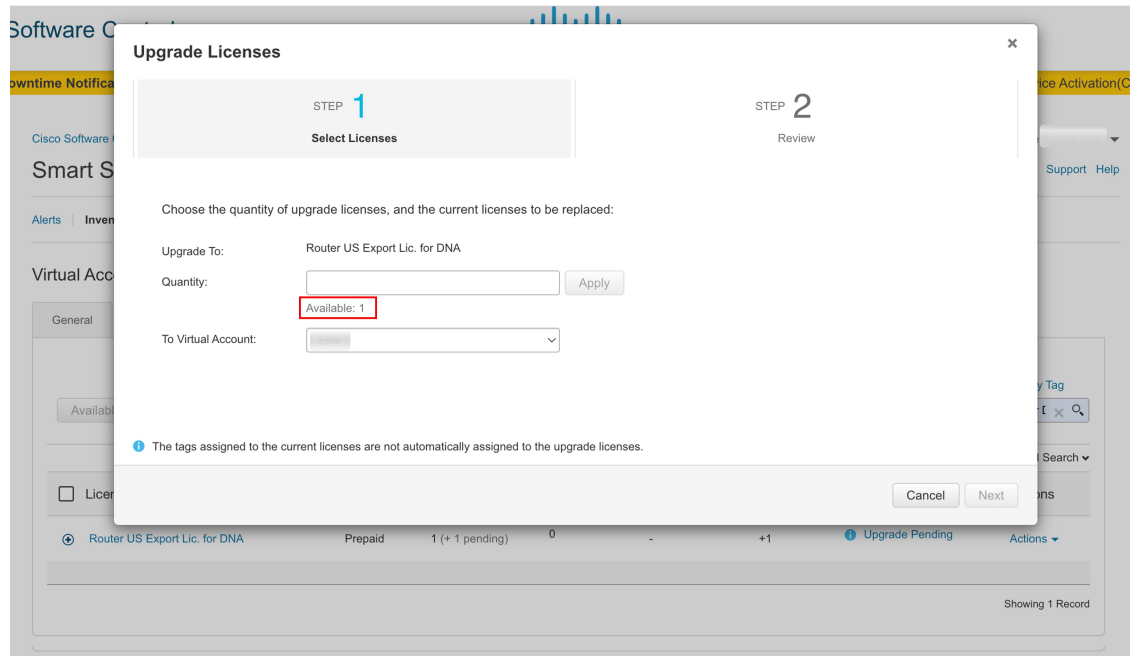 Software C
Upgrade Licenses
×
owntime Notifica
ice Activation(C
STEP 1
Select Licenses
STEP 2
Review
Cisco Software
Smart S
Support Help
Alerts Inven
Choose the quantity of upgrade licenses, and the current licenses to be replaced:
Upgrade To: Router US Export Lic. for DNA
Virtual Acc
Quantity: Apply
Available: 1
General
To Virtual Account:
y Tag
Availabl
The tags assigned to the current licenses are not automatically assigned to the upgrade licenses.
l Search
Cancel Next
Licen
ons
Router US Export Lic. for DNA Prepaid 1 (+ 1 pending) 0 - +1 Upgrade Pending Actions
Showing 1 Record